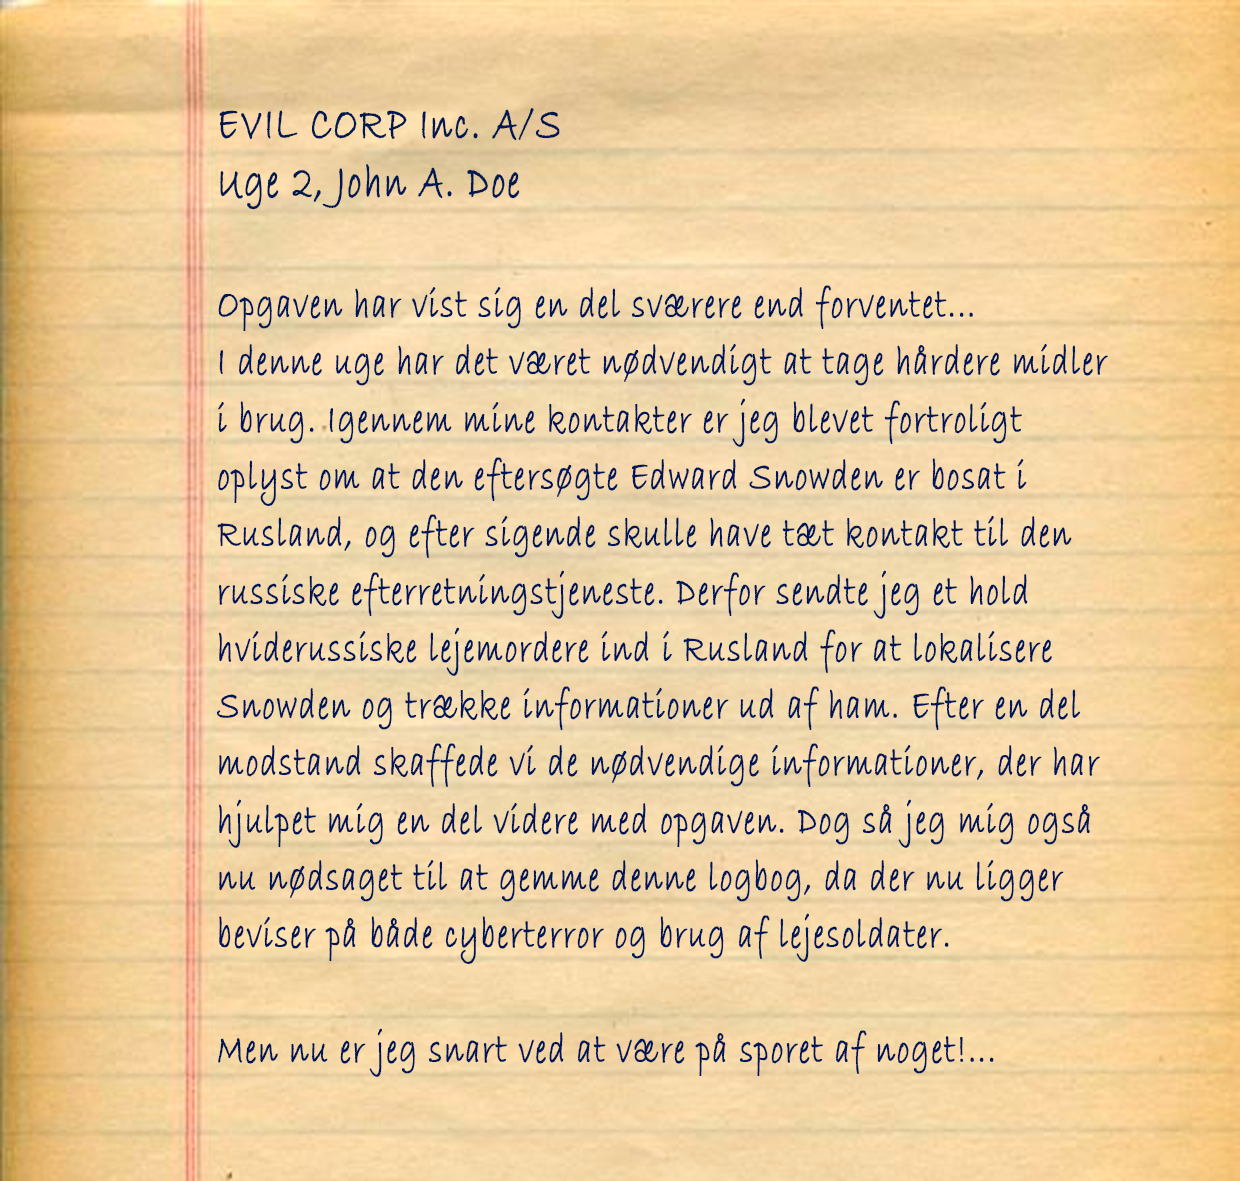 EVIL CORP Inc. A/S
Uge 2, John A. Doe
Opgaven har vist sig en del sværere end forventet...
I denne uge har det været nødvendigt at tage hårdere midler
i brug. Igennem mine kontakter er jeg blevet fortroligt
oplyst om at den eftersøgte Edward Snowden er bosat i
Rusland, og efter sigende skulle have tæt kontakt til den
russiske efterretningstjeneste. Derfor sendte jeg et hold
hviderussiske lejemordere ind i Rusland for at lokalisere
Snowden og trække informationer ud af ham. Efter en del
modstand skaffede vi de nødvendige informationer, der har
hjulpet mig en del videre med opgaven. Dog så jeg mig også
nu nødsaget til at gemme denne logbog, da der nu ligger
beviser på både cyberterror og brug af lejesoldater.
Men nu er jeg snart ved at være på sporet af noget!...